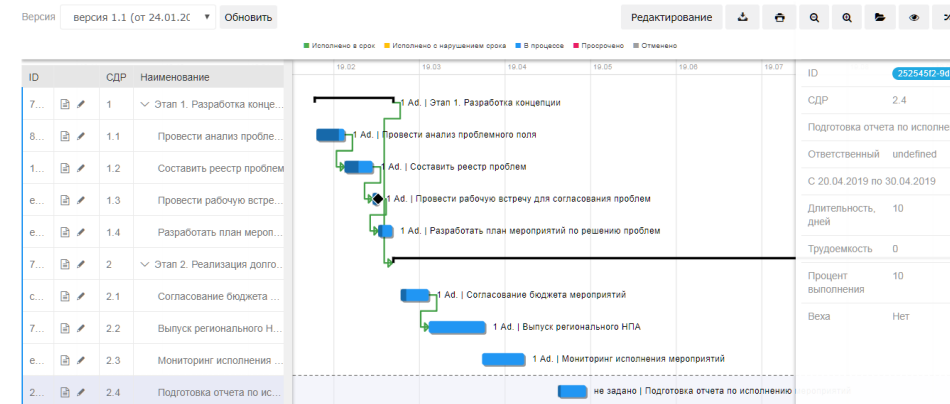 Версия версия 1.1 (от 24.01.20 Обновить Редактирование
Исполнено в срок Исполнено с нарушением срока В процессе Просрочено Отменено
ID СДР Наименование
19.02 19.03 19.04 19.05 19.06 19.07
ID 252545f2-9d
7... 1 Этап 1. Разработка конце...
1 Ad. | Этап 1. Разработка концепции
СДР 2.4
8... 1.1 Провести анализ пробле...
1 Ad. | Провести анализ проблемного поля
Подготовка отчета по исполне
Ответственный undefined
1... 1.2 Составить реестр проблем
1 Ad. | Составить реестр проблем
С 20.04.2019 по 30.04.2019
e... 1.3 Провести рабочую встре...
1 Ad. | Провести рабочую встречу для согласования проблем
Длительность, 10
дней
e... 1.4 Разработать план мероп...
1 Ad. | Разработать план мероприятий по решению проблем
Трудоемкость 0
7... 2 Этап 2. Реализация долго...
Процент 10
выполнения
c... 2.1 Согласование бюджета ...
1 Ad. | Согласование бюджета мероприятий
Веха Нет
7... 2.2 Выпуск регионального Н...
1 Ad. | Выпуск регионального НПА
e... 2.3 Мониторинг исполнения ...
1 Ad. | Мониторинг исполнения мероприятий
2... 2.4 Подготовка отчета по ис...
не задано | Подготовка отчета по исполнению мероприятий